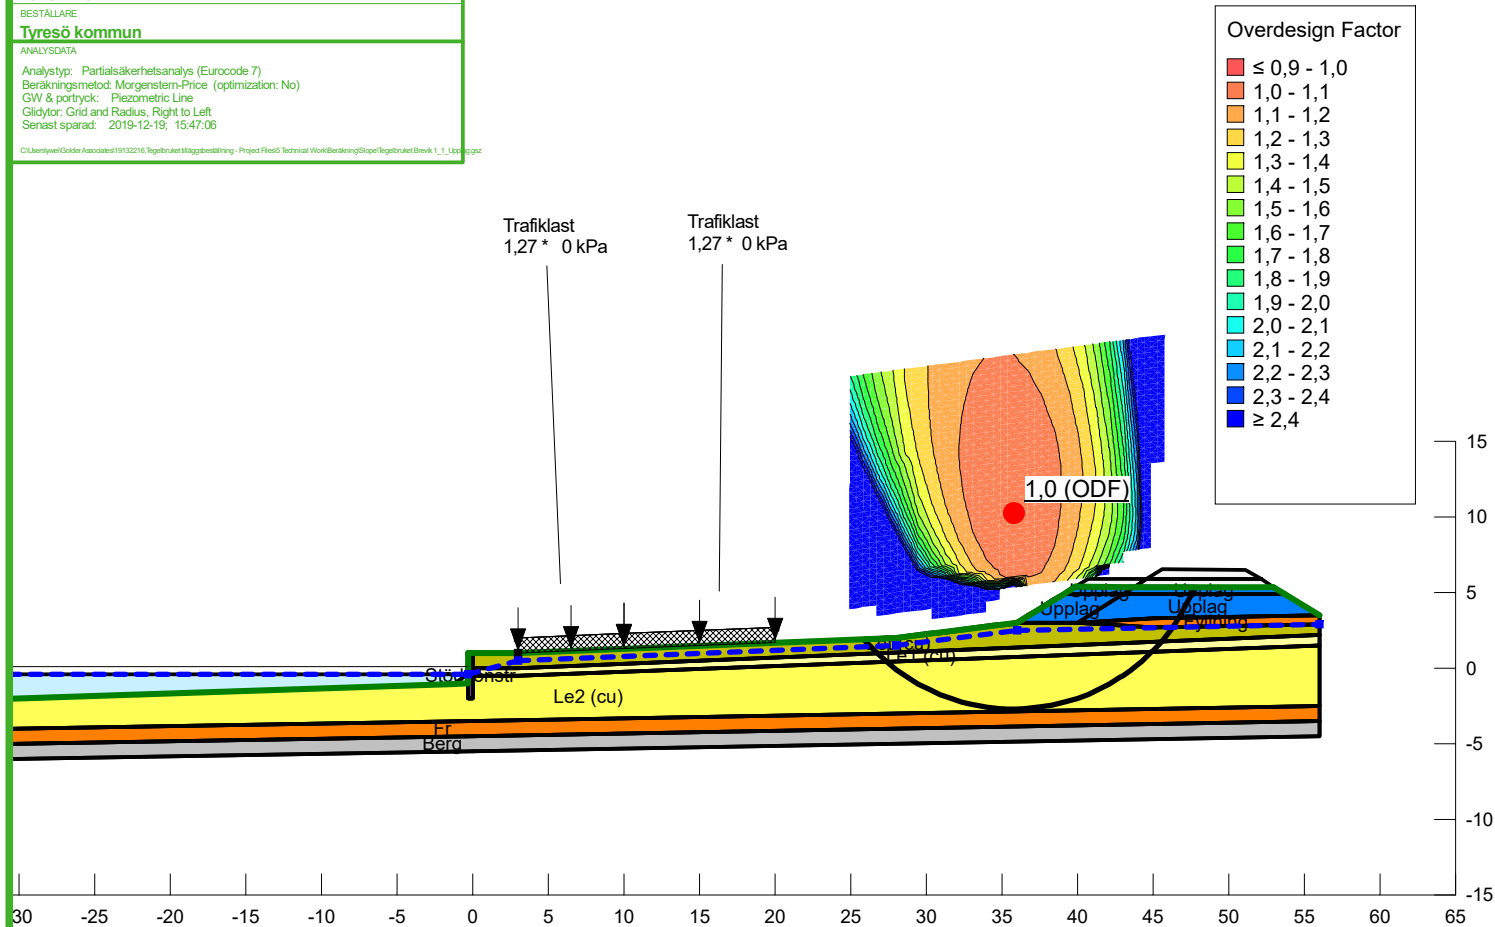 BESTÄLLARE
Tyresö kommun
ANALYSDATA
Analystyp: Partialsäkerhetsanalys (Eurocode 7)
Beräkningsmetod: Morgenstern-Price (optimization: No)
GW & portryck: Piezometric Line
Glidytor: Grid and Radius, Right to Left
Senast sparad: 2019-12-19; 15:47:06
Overdesign Factor
≤ 0,9 - 1,0
1,0 - 1,1
1,1 - 1,2
1,2 - 1,3
1,3 - 1,4
1,4 - 1,5
1,5 - 1,6
1,6 - 1,7
1,7 - 1,8
1,8 - 1,9
1,9 - 2,0
2,0 - 2,1
2,1 - 2,2
2,2 - 2,3
2,3 - 2,4
≥ 2,4
Trafiklast
1,27 * 0 kPa
Trafiklast
1,27 * 0 kPa
1,0 (ODF)
Upplag
Upplag
Upplag
Upplag
Fyllning
Le1 (cu)
Le2 (cu)
Fr
Berg
15
10
5
0
-5
-10
-15
30 -25 -20 -15 -10 -5 0 5 10 15 20 25 30 35 40 45 50 55 60 65